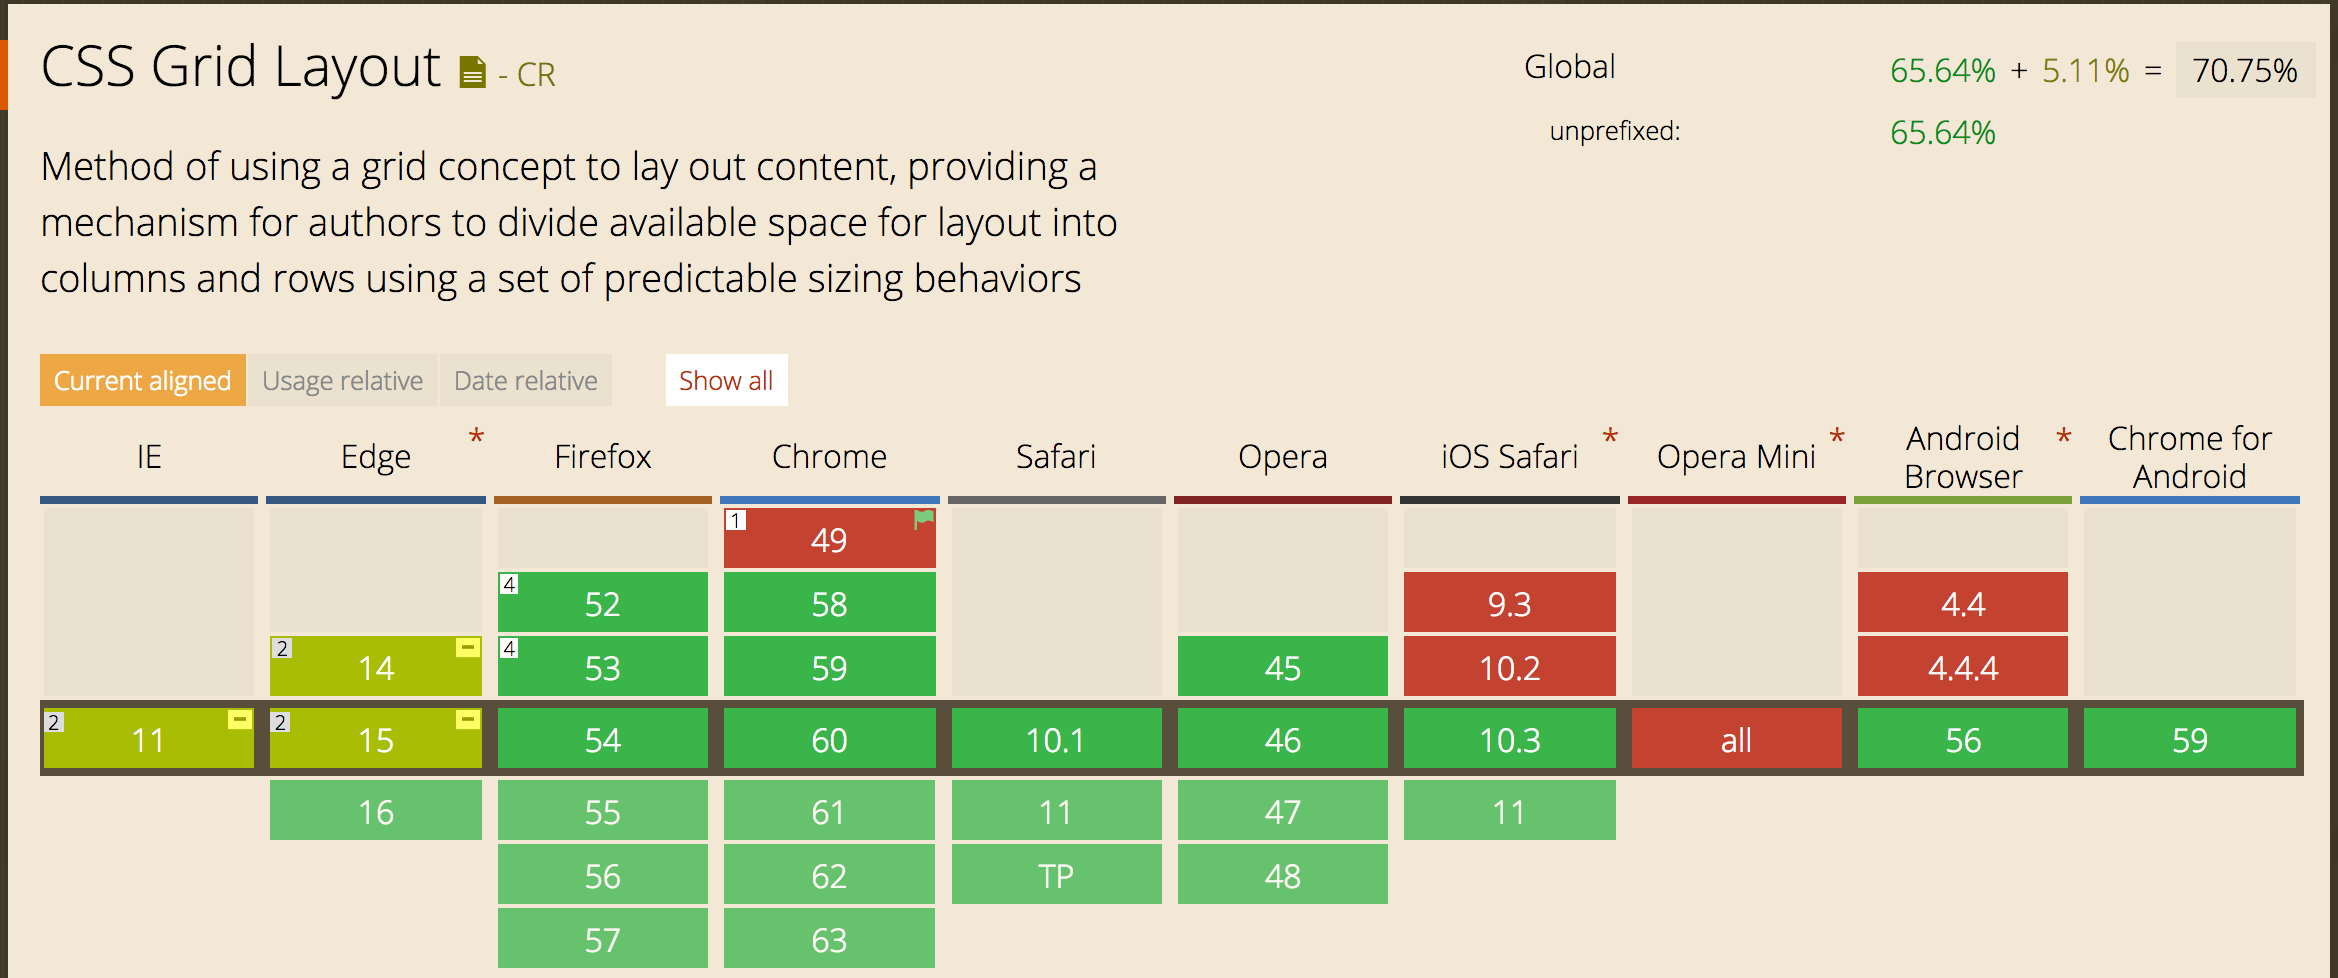 CSS Grid Layout - CR
Global 65.64% + 5.11% = 70.75%
unprefixed: 65.64%
Method of using a grid concept to lay out content, providing a
mechanism for authors to divide available space for layout into
columns and rows using a set of predictable sizing behaviors
Current aligned Usage relative Date relative Show all
IE Edge * Firefox Chrome Safari Opera iOS Safari * Opera Mini * Android Browser * Chrome for Android
1 49
4 52 58 9.3 4.4
2 14 - 4 53 59 45 10.2 4.4.4
2 11 - 2 15 - 54 60 10.1 46 10.3 all 56 59
16 55 61 11 47 11
56 62 TP 48
57 63